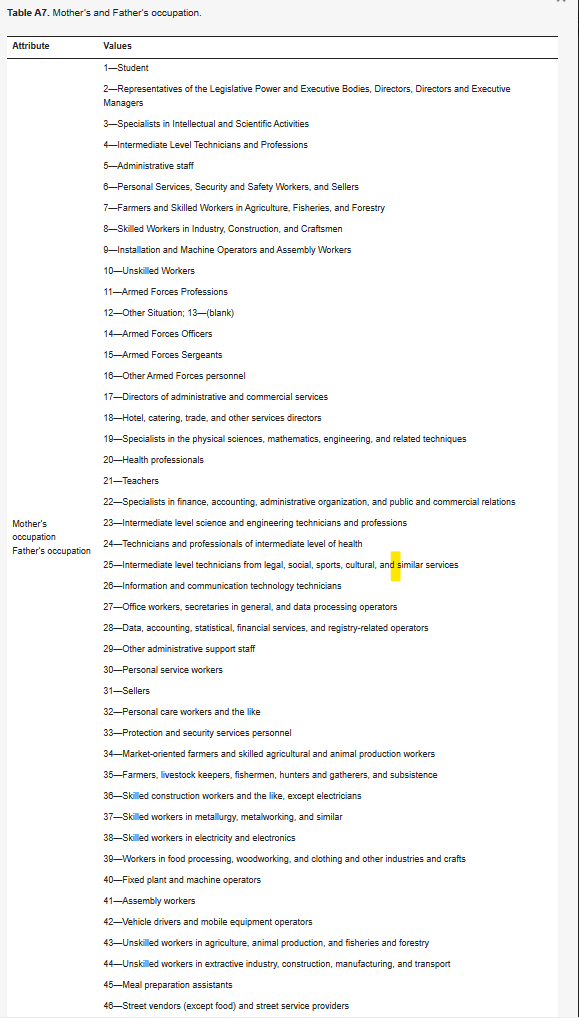 Table A7. Mother's and Father's occupation.
Attribute Values
1—Student
2—Representatives of the Legislative Power and Executive Bodies, Directors, Directors and Executive
Managers
3—Specialists in Intellectual and Scientific Activities
4—Intermediate Level Technicians and Professions
5—Administrative staff
6—Personal Services, Security and Safety Workers, and Sellers
7—Farmers and Skilled Workers in Agriculture, Fisheries, and Forestry
8—Skilled Workers in Industry, Construction, and Craftsmen
9—Installation and Machine Operators and Assembly Workers
10—Unskilled Workers
11—Armed Forces Professions
12—Other Situation; 13—(blank)
14—Armed Forces Officers
15—Armed Forces Sergeants
16—Other Armed Forces personnel
17—Directors of administrative and commercial services
18—Hotel, catering, trade, and other services directors
19—Specialists in the physical sciences, mathematics, engineering, and related techniques
20—Health professionals
21—Teachers
22—Specialists in finance, accounting, administrative organization, and public and commercial relations
Mother's
occupation
Father's occupation
23—Intermediate level science and engineering technicians and professions
24—Technicians and professionals of intermediate level of health
25—Intermediate level technicians from legal, social, sports, cultural, and similar services
26—Information and communication technology technicians
27—Office workers, secretaries in general, and data processing operators
28—Data, accounting, statistical, financial services, and registry-related operators
29—Other administrative support staff
30—Personal service workers
31—Sellers
32—Personal care workers and the like
33—Protection and security services personnel
34—Market-oriented farmers and skilled agricultural and animal production workers
35—Farmers, livestock keepers, fishermen, hunters and gatherers, and subsistence
36—Skilled construction workers and the like, except electricians
37—Skilled workers in metallurgy, metalworking, and similar
38—Skilled workers in electricity and electronics
39—Workers in food processing, woodworking, and clothing and other industries and crafts
40—Fixed plant and machine operators
41—Assembly workers
42—Vehicle drivers and mobile equipment operators
43—Unskilled workers in agriculture, animal production, and fisheries and forestry
44—Unskilled workers in extractive industry, construction, manufacturing, and transport
45—Meal preparation assistants
46—Street vendors (except food) and street service providers